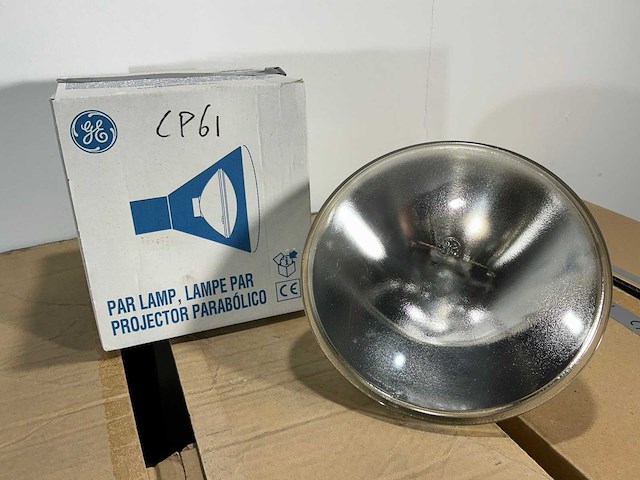 GE
CP61
PAR LAMP, LAMPE PAR
PROJECTOR PARABÓLICO
CE